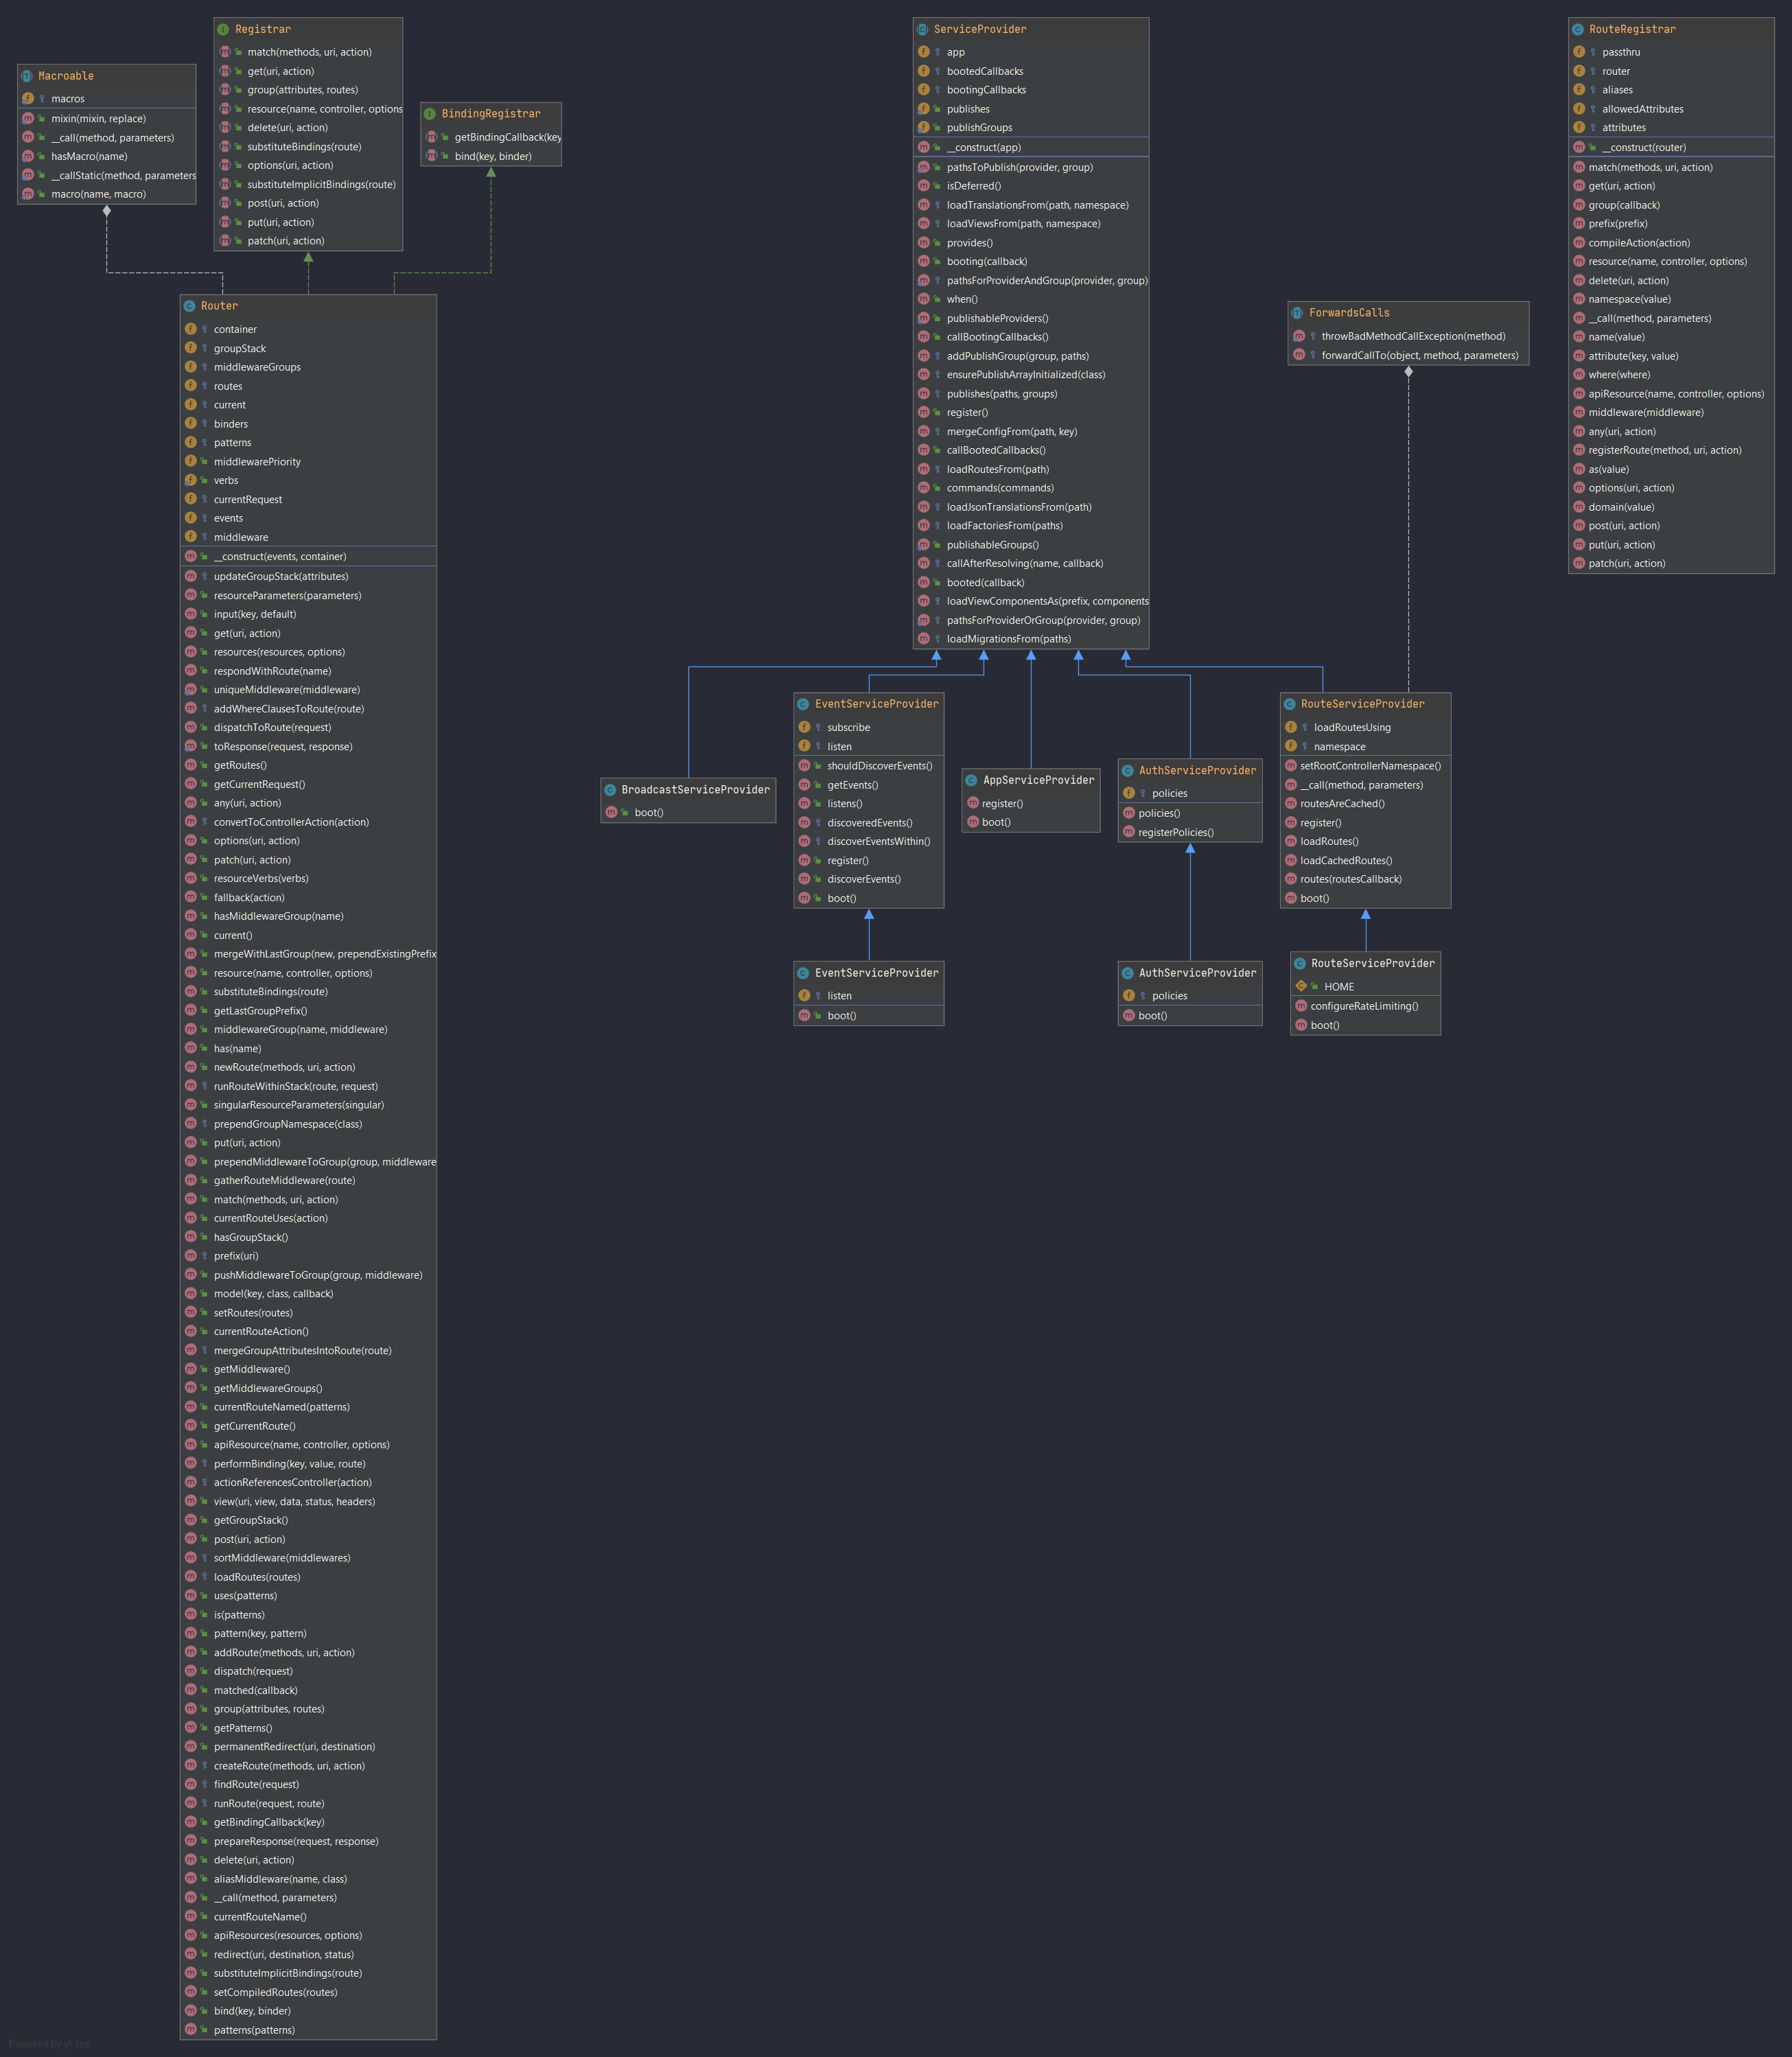 Macroable
macros
mixin(mixin, replace)
__call(method, parameters)
hasMacro(name)
__callStatic(method, parameters
macro(name, macro)
Registrar
match(methods, uri, action)
get(uri, action)
group(attributes, routes)
resource(name, controller, options
delete(uri, action)
substituteBindings(route)
options(uri, action)
substituteImplicitBindings(route)
post(uri, action)
put(uri, action)
patch(uri, action)
BindingRegistrar
getBindingCallback(key
bind(key, binder)
Router
container
groupStack
middlewareGroups
routes
current
binders
patterns
middlewarePriority
verbs
currentRequest
events
middleware
__construct(events, container)
updateGroupStack(attributes)
resourceParameters(parameters)
input(key, default)
get(uri, action)
resources(resources, options)
respondWithRoute(name)
uniqueMiddleware(middleware)
addWhereClausesToRoute(route)
dispatchToRoute(request)
toResponse(request, response)
getRoutes()
getCurrentRequest()
any(uri, action)
convertToControllerAction(action)
options(uri, action)
patch(uri, action)
resourceVerbs(verbs)
fallback(action)
hasMiddlewareGroup(name)
current()
mergeWithLastGroup(new, prependExistingPrefix
resource(name, controller, options)
substituteBindings(route)
getLastGroupPrefix()
middlewareGroup(name, middleware)
has(name)
newRoute(methods, uri, action)
runRouteWithinStack(route, request)
singularResourceParameters(singular)
prependGroupNamespace(class)
put(uri, action)
prependMiddlewareToGroup(group, middleware
gatherRouteMiddleware(route)
match(methods, uri, action)
currentRouteUses(action)
hasGroupStack()
prefix(uri)
pushMiddlewareToGroup(group, middleware)
model(key, class, callback)
setRoutes(routes)
currentRouteAction()
mergeGroupAttributesIntoRoute(route)
getMiddleware()
getMiddlewareGroups()
currentRouteNamed(patterns)
getCurrentRoute()
apiResource(name, controller, options)
performBinding(key, value, route)
actionReferencesController(action)
view(uri, view, data, status, headers)
getGroupStack()
post(uri, action)
sortMiddleware(middlewares)
loadRoutes(routes)
uses(patterns)
is(patterns)
pattern(key, pattern)
addRoute(methods, uri, action)
dispatch(request)
matched(callback)
group(attributes, routes)
getPatterns()
permanentRedirect(uri, destination)
createRoute(methods, uri, action)
findRoute(request)
runRoute(request, route)
getBindingCallback(key)
prepareResponse(request, response)
delete(uri, action)
aliasMiddleware(name, class)
__call(method, parameters)
currentRouteName()
apiResources(resources, options)
redirect(uri, destination, status)
substituteImplicitBindings(route)
setCompiledRoutes(routes)
bind(key, binder)
patterns(patterns)
ServiceProvider
app
bootedCallbacks
bootingCallbacks
publishes
publishGroups
__construct(app)
pathsToPublish(provider, group)
isDeferred()
loadTranslationsFrom(path, namespace)
loadViewsFrom(path, namespace)
provides()
booting(callback)
pathsForProviderAndGroup(provider, group)
when()
publishableProviders()
callBootingCallbacks()
addPublishGroup(group, paths)
ensurePublishArrayInitialized(class)
publishes(paths, groups)
register()
mergeConfigFrom(path, key)
callBootedCallbacks()
loadRoutesFrom(path)
commands(commands)
loadJsonTranslationsFrom(path)
loadFactoriesFrom(paths)
publishableGroups()
callAfterResolving(name, callback)
booted(callback)
loadViewComponentsAs(prefix, components
pathsForProviderOrGroup(provider, group)
loadMigrationsFrom(paths)
BroadcastServiceProvider
boot()
EventServiceProvider
subscribe
listen
shouldDiscoverEvents()
getEvents()
listens()
discoveredEvents()
discoverEventsWithin()
register()
discoverEvents()
boot()
EventServiceProvider
listen
boot()
AppServiceProvider
register()
boot()
AuthServiceProvider
policies
policies()
registerPolicies()
AuthServiceProvider
policies
boot()
ForwardsCalls
throwBadMethodCallException(method)
forwardCallTo(object, method, parameters)
RouteServiceProvider
loadRoutesUsing
namespace
setRootControllerNamespace()
__call(method, parameters)
routesAreCached()
register()
loadRoutes()
loadCachedRoutes()
routes(routesCallback)
boot()
RouteServiceProvider
HOME
configureRateLimiting()
boot()
RouteRegistrar
passthru
router
aliases
allowedAttributes
attributes
__construct(router)
match(methods, uri, action)
get(uri, action)
group(callback)
prefix(prefix)
compileAction(action)
resource(name, controller, options)
delete(uri, action)
namespace(value)
__call(method, parameters)
name(value)
attribute(key, value)
where(where)
apiResource(name, controller, options)
middleware(middleware)
any(uri, action)
registerRoute(method, uri, action)
as(value)
options(uri, action)
domain(value)
post(uri, action)
put(uri, action)
patch(uri, action)
Powered by yFiles